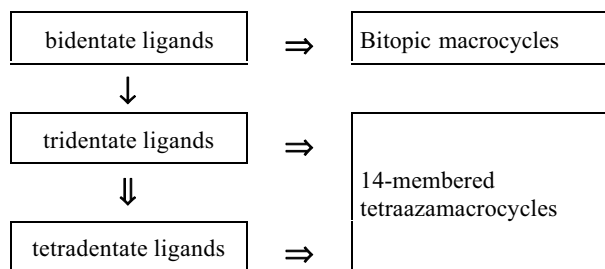 bidentate ligands ⇒ Bitopic macrocycles
↓
tridentate ligands ⇒
⇓
14-membered
tetraazamacrocycles
tetradentate ligands ⇒